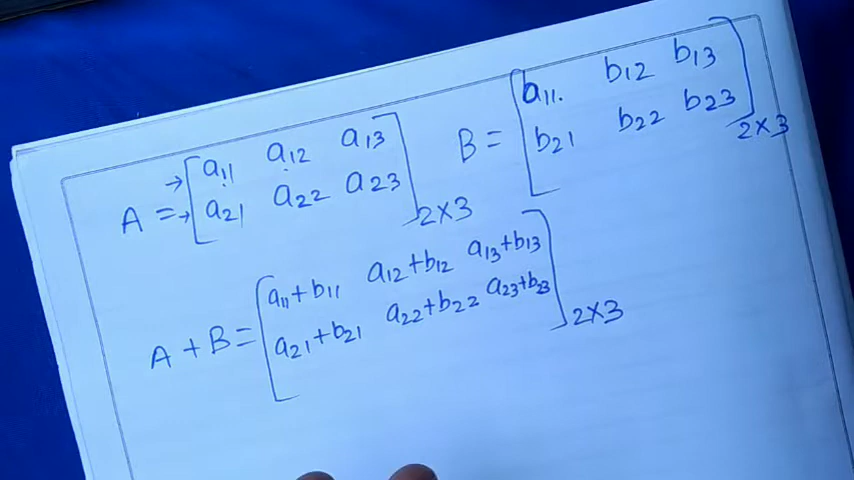 A = [ a11 a12 a13
a21 a22 a23 ] 2×3
B = [ a11. b12 b13
b21 b22 b23 ] 2×3
A + B = [ a11+b11 a12+b12 a13+b13
a21+b21 a22+b22 a23+b23 ] 2×3